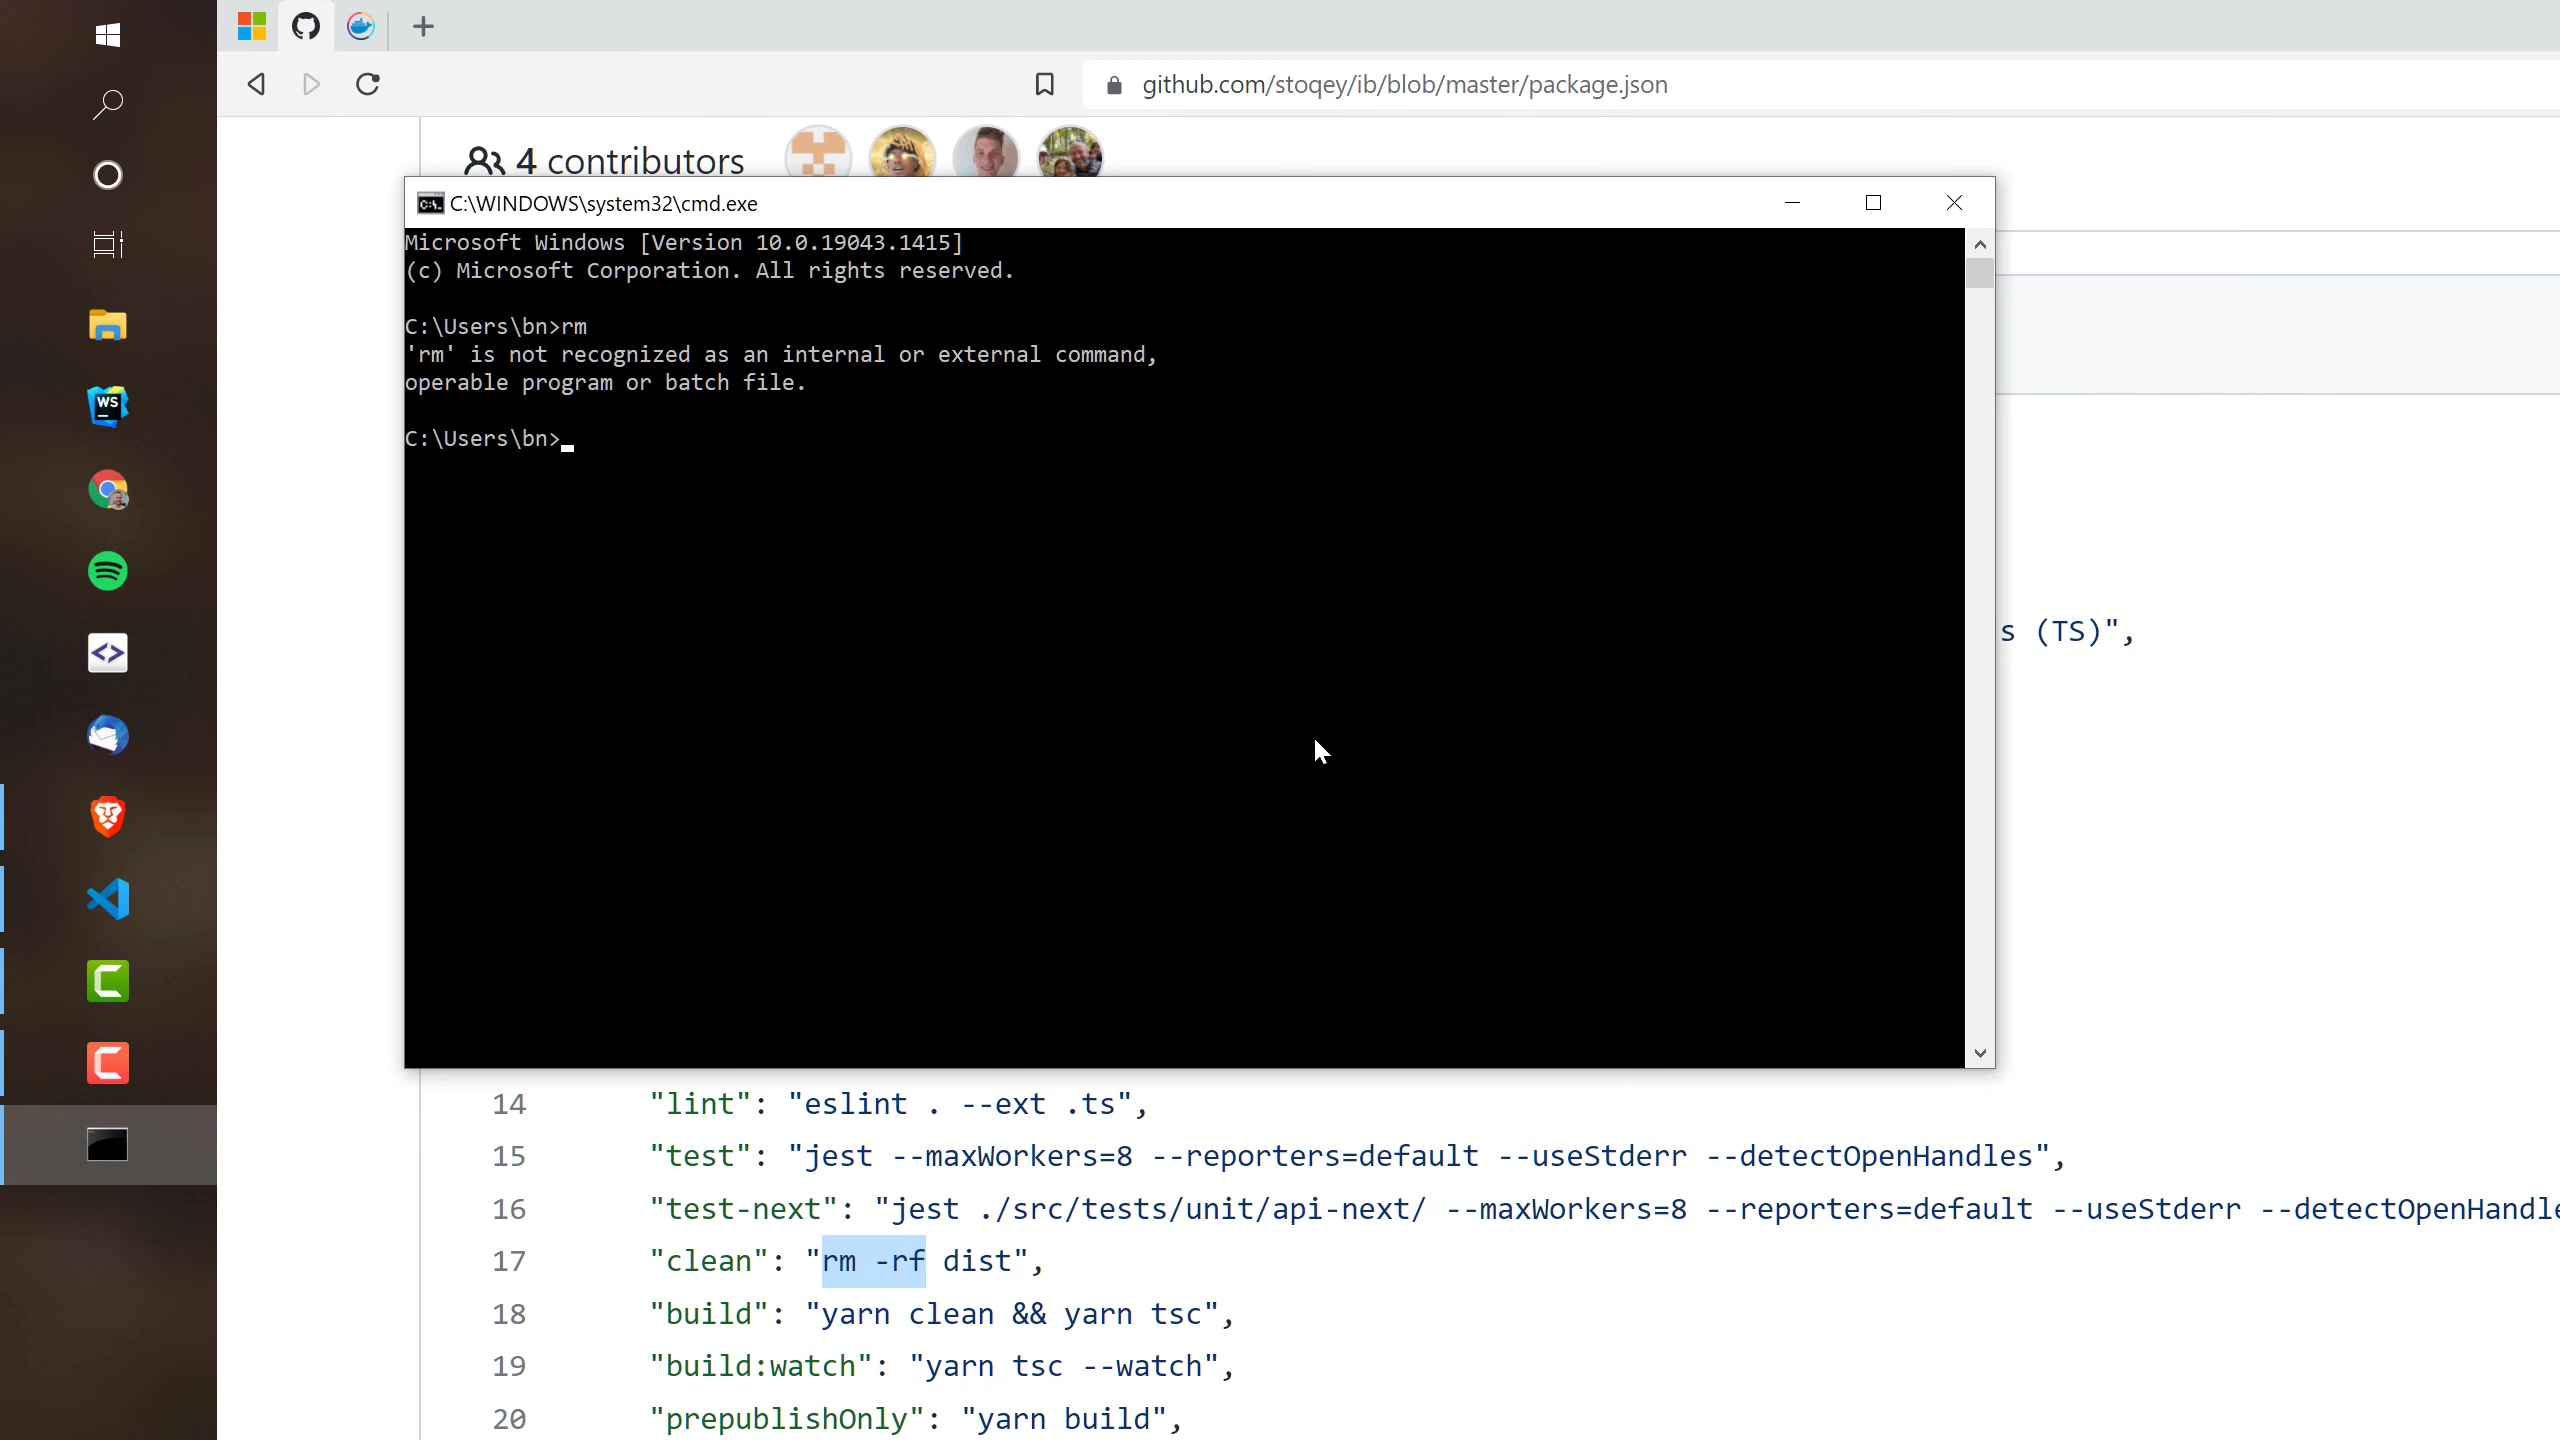 github.com/stoqey/ib/blob/master/package.json
4 contributors
C:\WINDOWS\system32\cmd.exe
Microsoft Windows [Version 10.0.19043.1415]
(c) Microsoft Corporation. All rights reserved.
C:\Users\bn>rm
'rm' is not recognized as an internal or external command,
operable program or batch file.
C:\Users\bn>
s (TS)",
14 "lint": "eslint . --ext .ts",
15 "test": "jest --maxWorkers=8 --reporters=default --useStderr --detectOpenHandles",
16 "test-next": "jest ./src/tests/unit/api-next/ --maxWorkers=8 --reporters=default --useStderr --detectOpenHandle
17 "clean": "rm -rf dist",
18 "build": "yarn clean && yarn tsc",
19 "build:watch": "yarn tsc --watch",
20 "prepublishOnly": "yarn build",
WS